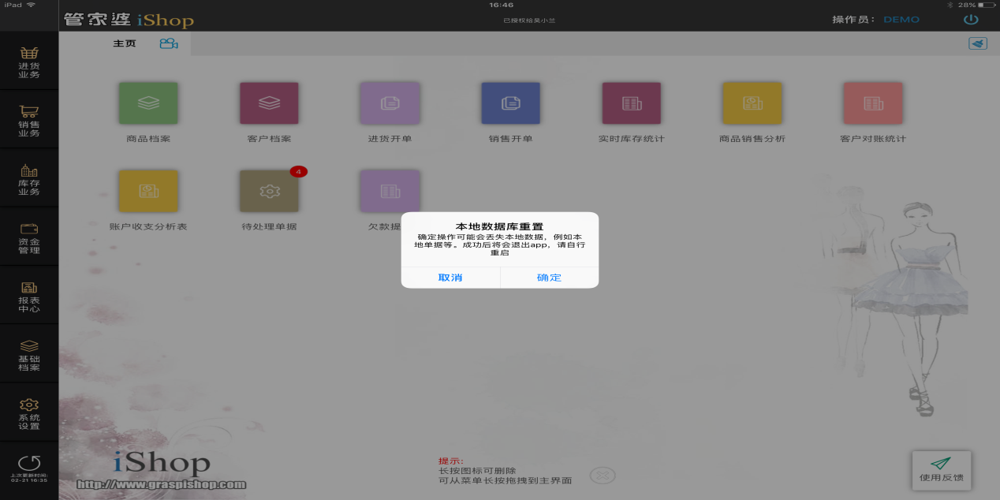 iPad
16:46
28%
管家婆 iShop
已授权给吴小兰
操作员： DEMO
主页
进货
业务
销售
业务
库存
业务
资金
管理
报表
中心
基础
档案
系统
设置
上次更新时间:
02-21 16:35
商品档案
客户档案
进货开单
销售开单
实时库存统计
商品销售分析
客户对账统计
4
账户收支分析表
待处理单据
欠款提
本地数据库重置
确定操作可能会丢失本地数据，例如本
地单据等。成功后将会退出app，请自行
重启
取消
确定
iShop
http://www.graspishop.com
提示:
长按图标可删除
可从菜单长按拖拽到主界面
使用反馈